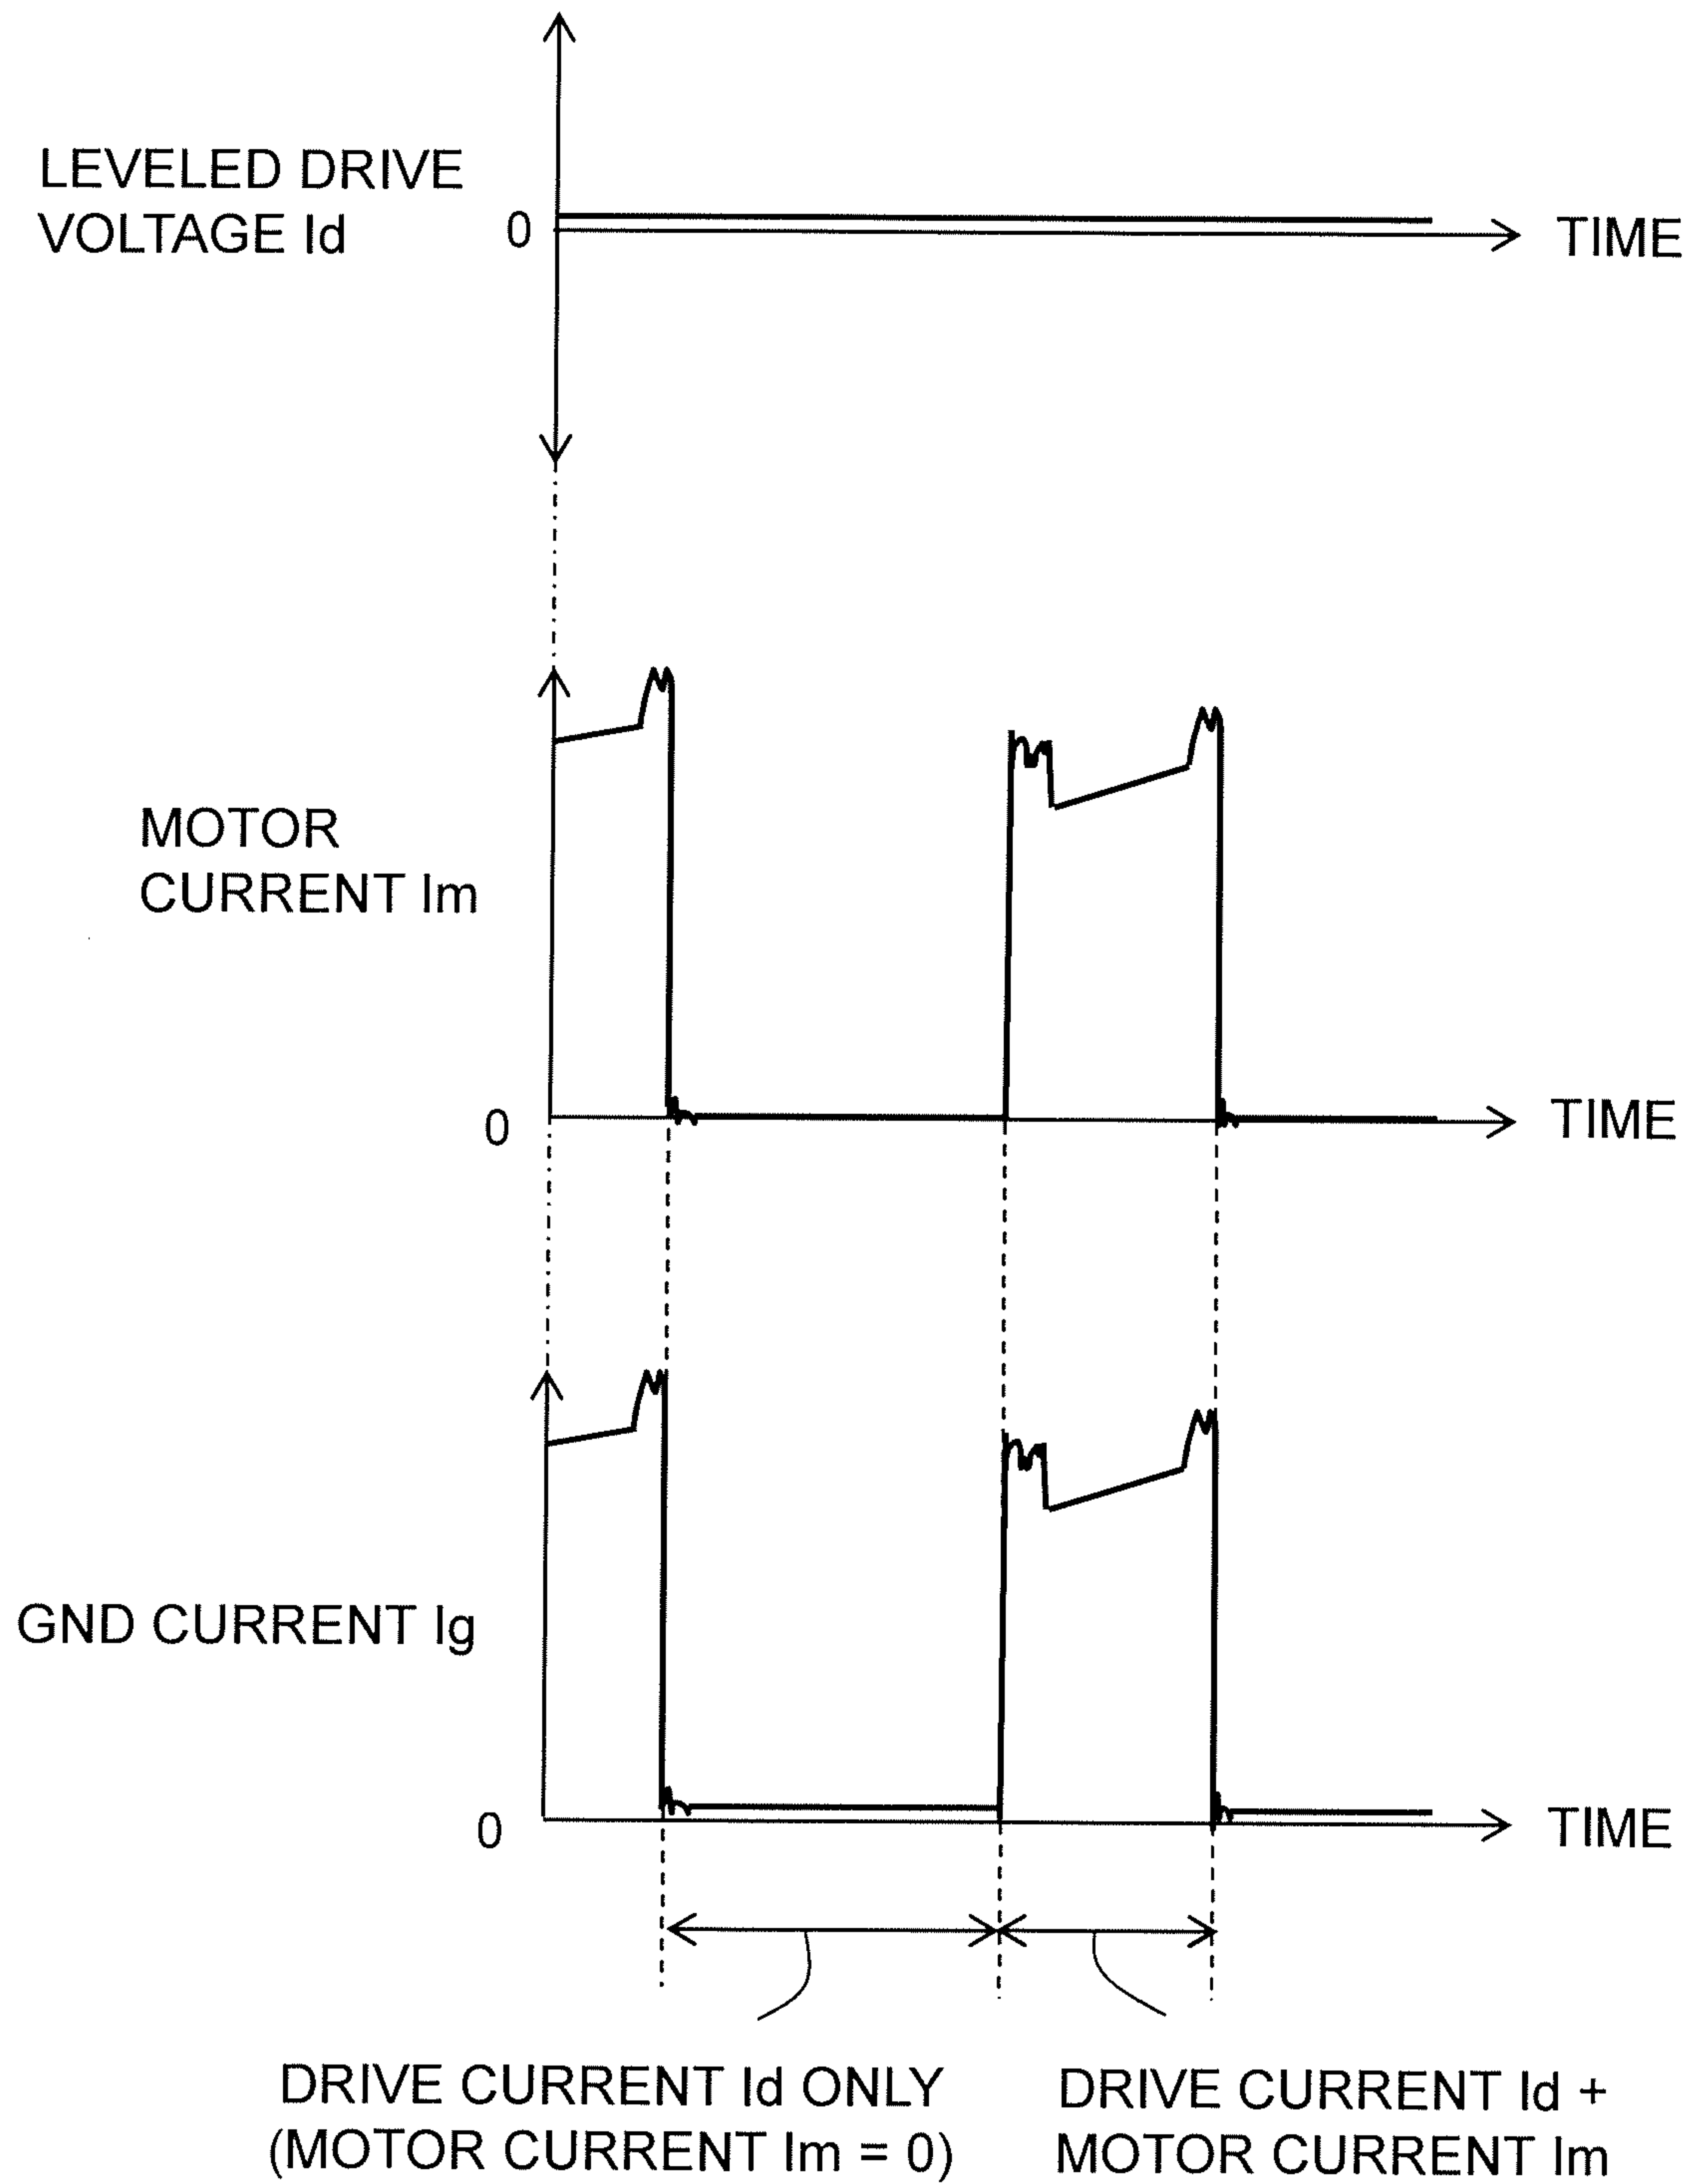 LEVELED DRIVE
VOLTAGE Id
0
TIME
MOTOR
CURRENT Im
0
TIME
GND CURRENT Ig
0
TIME
DRIVE CURRENT Id ONLY
(MOTOR CURRENT Im = 0)
DRIVE CURRENT Id +
MOTOR CURRENT Im